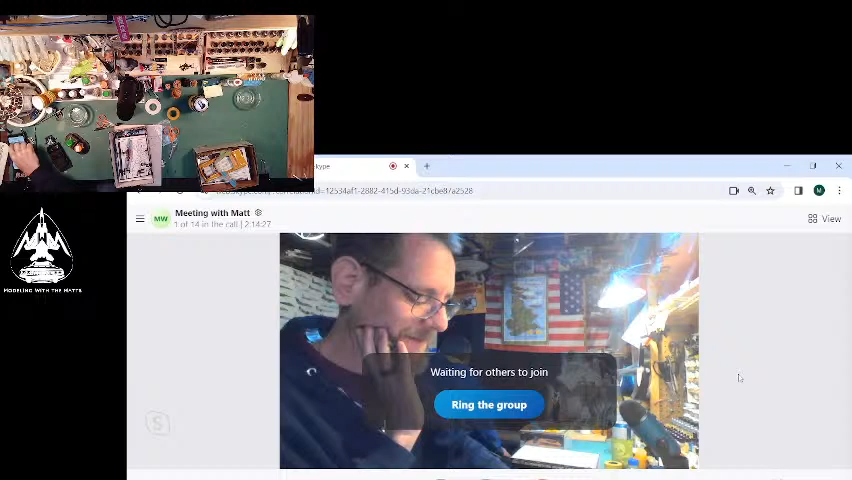 MODELING WITH THE MATTS
MW
Meeting with Matt
1 of 14 in the call | 2:14:27
View
Waiting for others to join
Ring the group